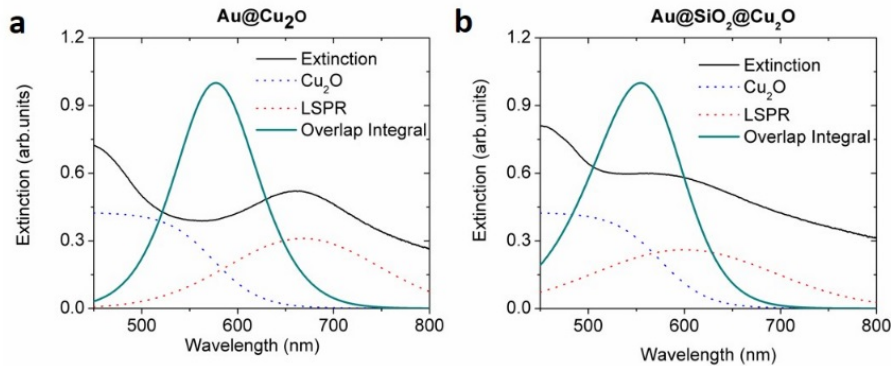 a
Au@Cu2O
Extinction (arb.units)
1.2
0.9
0.6
0.3
0.0
Extinction
Cu2O
LSPR
Overlap Integral
500
600
700
800
Wavelength (nm)
b
Au@SiO2@Cu2O
Extinction (arb.units)
1.2
0.9
0.6
0.3
0.0
Extinction
Cu2O
LSPR
Overlap Integral
500
600
700
800
Wavelength (nm)